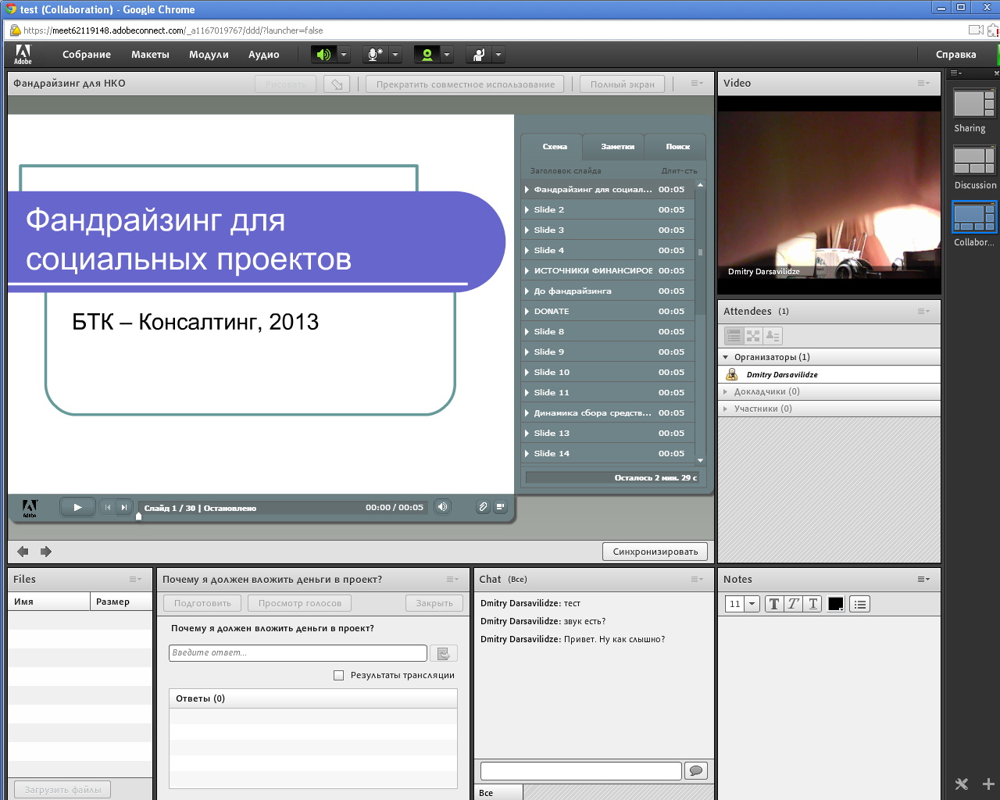 test (Collaboration) - Google Chrome
https://meet62119148.adobeconnect.com/_a1167019767/ddd/?launcher=false
Adobe
Собрание Макеты Модули Аудио Справка
Фандрайзинг для НКО
Рисовать Прекратить совместное использование Полный экран
Фандрайзинг для
социальных проектов
БТК – Консалтинг, 2013
Схема Заметки Поиск
Заголовок слайда Длит-сть
Фандрайзинг для социал... 00:05
Slide 2 00:05
Slide 3 00:05
Slide 4 00:05
ИСТОЧНИКИ ФИНАНСИРОВ 00:05
До фандрайзинга 00:05
DONATE 00:05
Slide 8 00:05
Slide 9 00:05
Slide 10 00:05
Slide 11 00:05
Динамика сбора средств... 00:05
Slide 13 00:05
Slide 14 00:05
Осталось 2 мин. 29 с
Adobe
Слайд 1 / 30 | Остановлено 00:00 / 00:05
Синхронизировать
Video
Dmitry Darsavilidze
Attendees (1)
Организаторы (1)
Dmitry Darsavilidze
Докладчики (0)
Участники (0)
Sharing
Discussion
Collabor...
Files
Имя Размер
Загрузить файлы
Почему я должен вложить деньги в проект?
Подготовить Просмотр голосов Закрыть
Почему я должен вложить деньги в проект?
Введите ответ...
Результаты трансляции
Ответы (0)
Chat (Все)
Dmitry Darsavilidze: тест
Dmitry Darsavilidze: звук есть?
Dmitry Darsavilidze: Привет. Ну как слышно?
Все
Notes
11 T T T